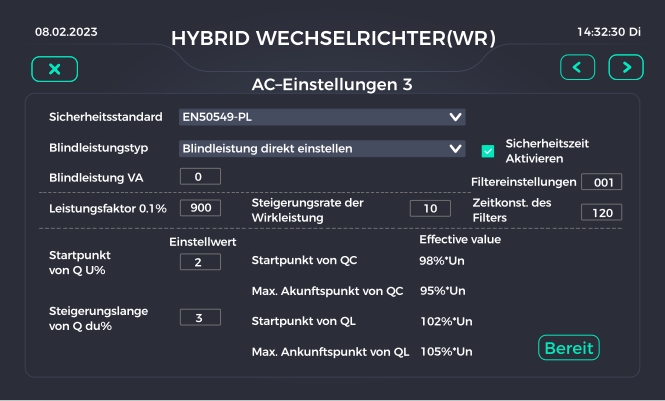 08.02.2023
HYBRID WECHSELRICHTER(WR)
14:32:30 Di
AC-Einstellungen 3
Sicherheitsstandard
EN50549-PL
Blindleistungstyp
Blindleistung direkt einstellen
Sicherheitszeit
Aktivieren
Blindleistung VA
0
Filtereinstellungen
001
Leistungsfaktor 0.1%
900
Steigerungsrate der
Wirkleistung
10
Zeitkonst. des
Filters
120
Einstellwert
Effective value
Startpunkt
von Q U%
2
Startpunkt von QC
98%*Un
Max. Akunftspunkt von QC
95%*Un
Steigerungslange
von Q du%
3
Startpunkt von QL
102%*Un
Max. Ankunftspunkt von QL
105%*Un
Bereit